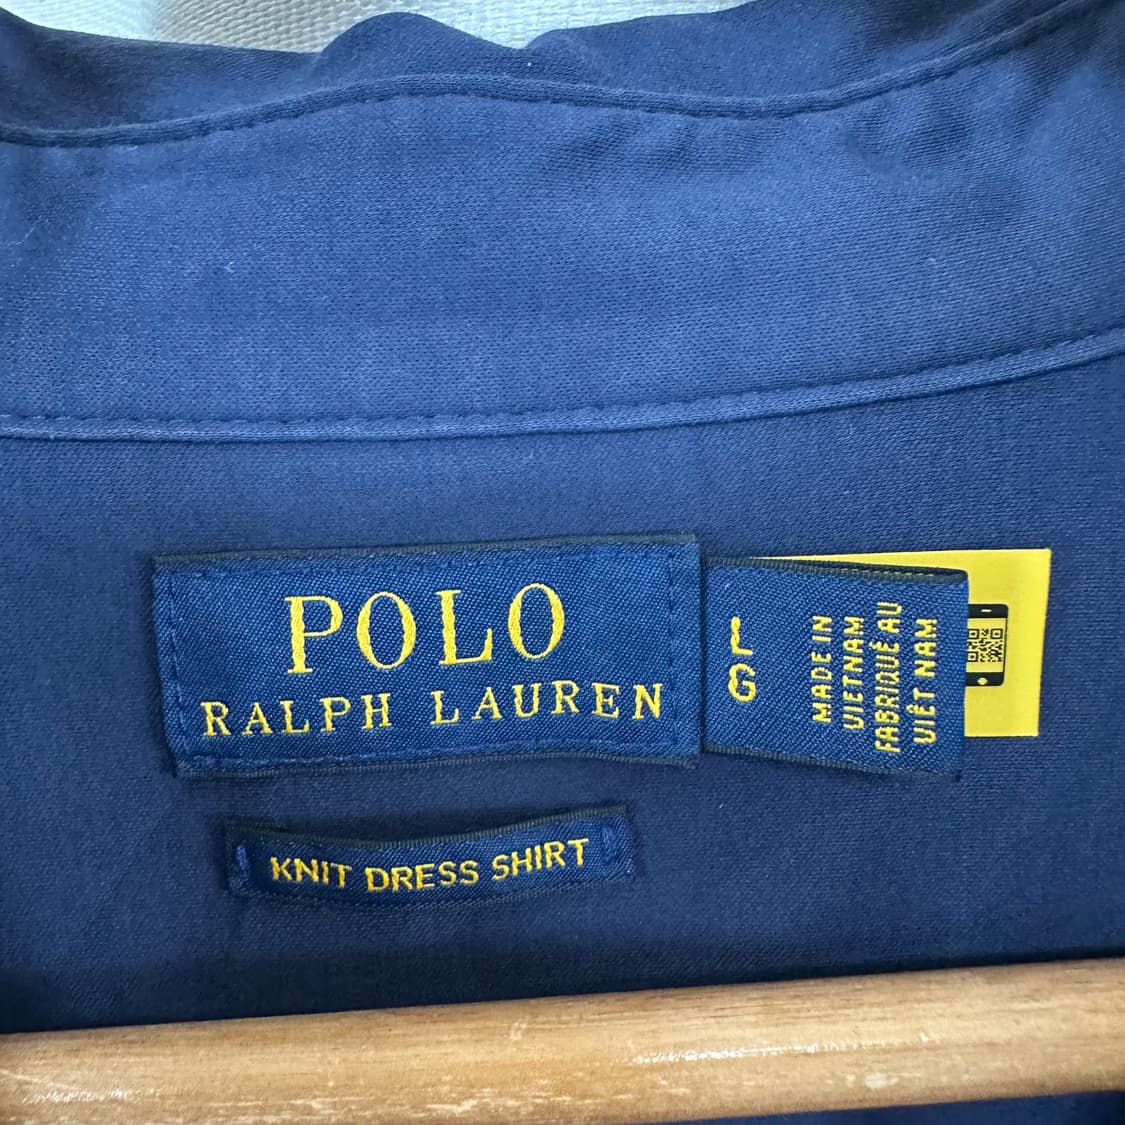 POLO
RALPH LAUREN
L
G
MADE IN
VIETNAM
FABRIQUÉ AU
VIÊT NAM
KNIT DRESS SHIRT